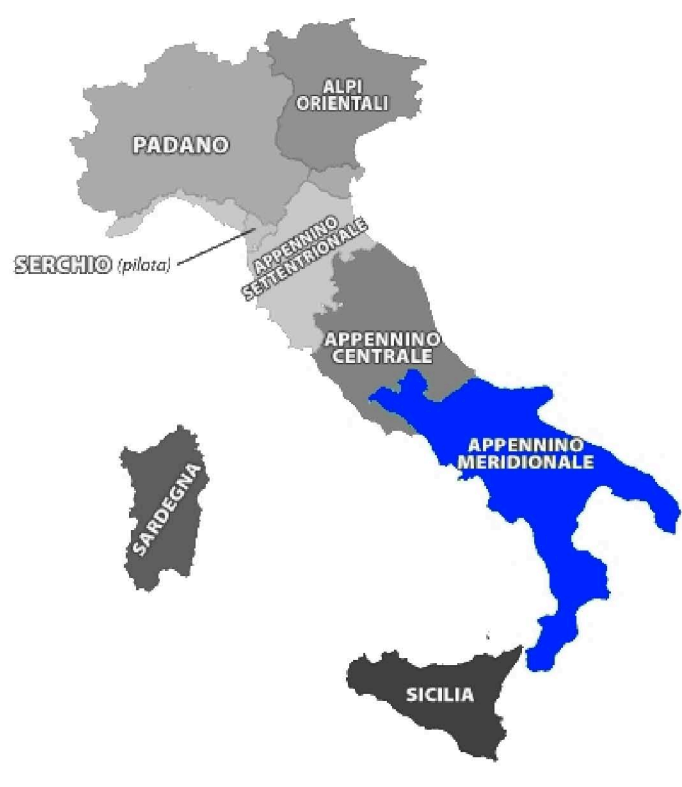 ALPI
ORIENTALI
PADANO
APPENNINO
SETTENTRIONALE
SERCHIO (pilota)
APPENNINO
CENTRALE
APPENNINO
MERIDIONALE
SARDEGNA
SICILIA